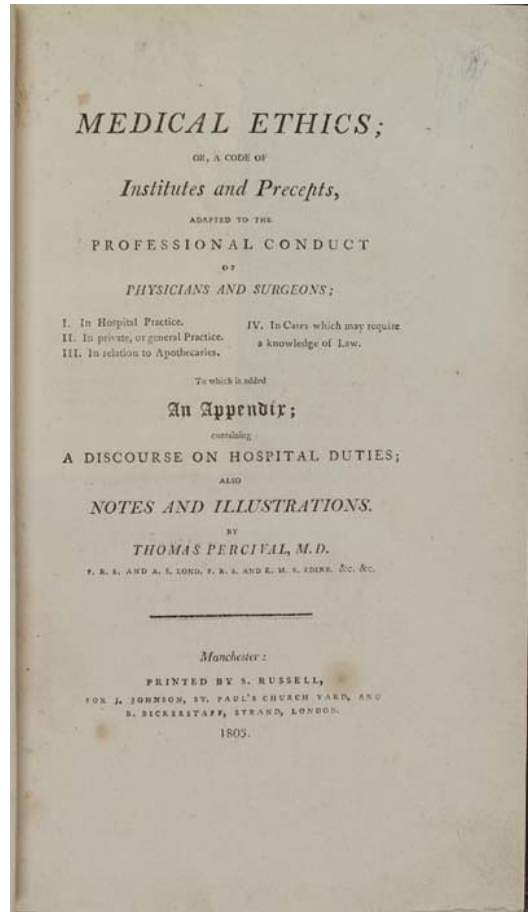 MEDICAL ETHICS;
OR, A CODE OF
Institutes and Precepts,
ADAPTED TO THE
PROFESSIONAL CONDUCT
OF
PHYSICIANS AND SURGEONS;
I. In Hospital Practice.
II. In private, or general Practice.
III. In relation to Apothecaries.
IV. In Cases which may require
a knowledge of Law.
To which is added
An Appendix;
containing
A DISCOURSE ON HOSPITAL DUTIES;
ALSO
NOTES AND ILLUSTRATIONS.
BY
THOMAS PERCIVAL, M.D.
F. R. S. AND A. S. LOND. F. R. S. AND R. M. S. EDINB. &c. &c.
Manchester:
PRINTED BY S. RUSSELL,
FOR J. JOHNSON, ST. PAUL'S CHURCH YARD, AND
R. BICKERSTAFF, STRAND, LONDON.
1803.